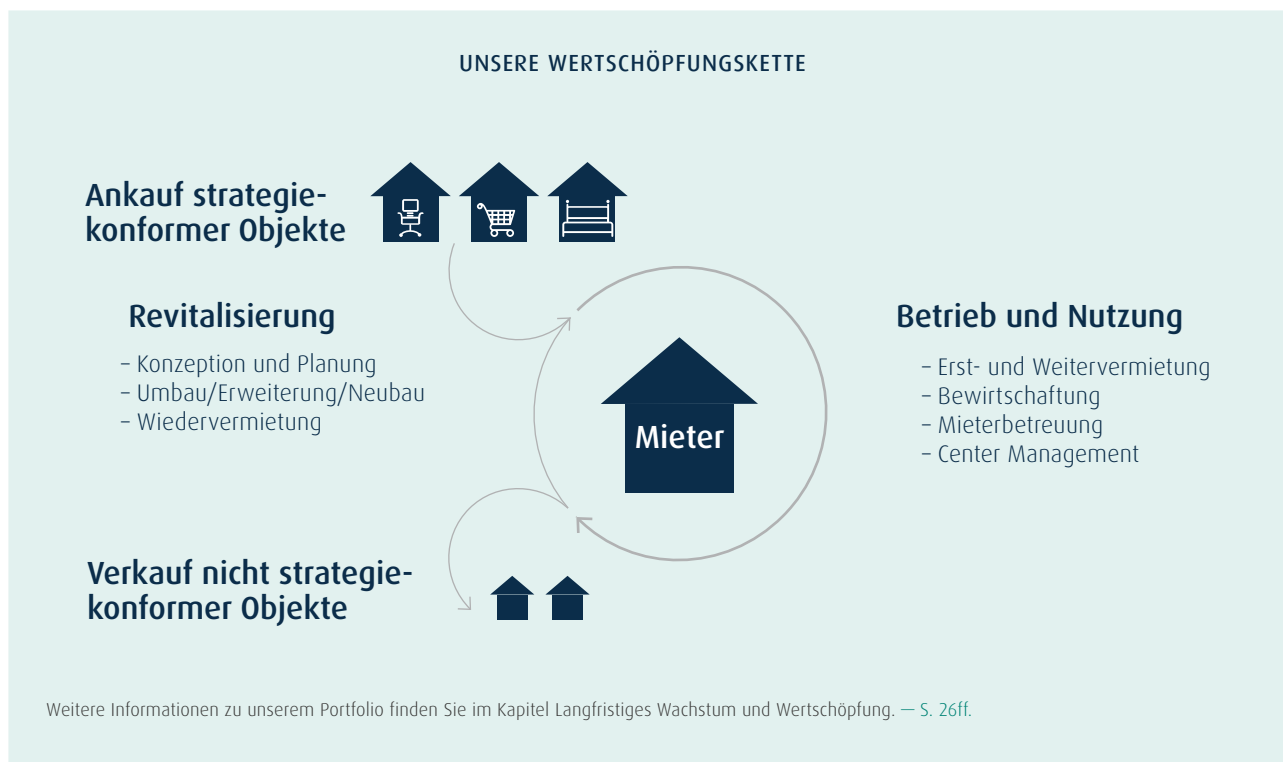 UNSERE WERTSCHÖPFUNGSKETTE
Ankauf strategie-
konformer Objekte
Revitalisierung
– Konzeption und Planung
– Umbau/Erweiterung/Neubau
– Wiedervermietung
Mieter
Betrieb und Nutzung
– Erst- und Weitervermietung
– Bewirtschaftung
– Mieterbetreuung
– Center Management
Verkauf nicht strategie-
konformer Objekte
Weitere Informationen zu unserem Portfolio finden Sie im Kapitel Langfristiges Wachstum und Wertschöpfung. — S. 26ff.